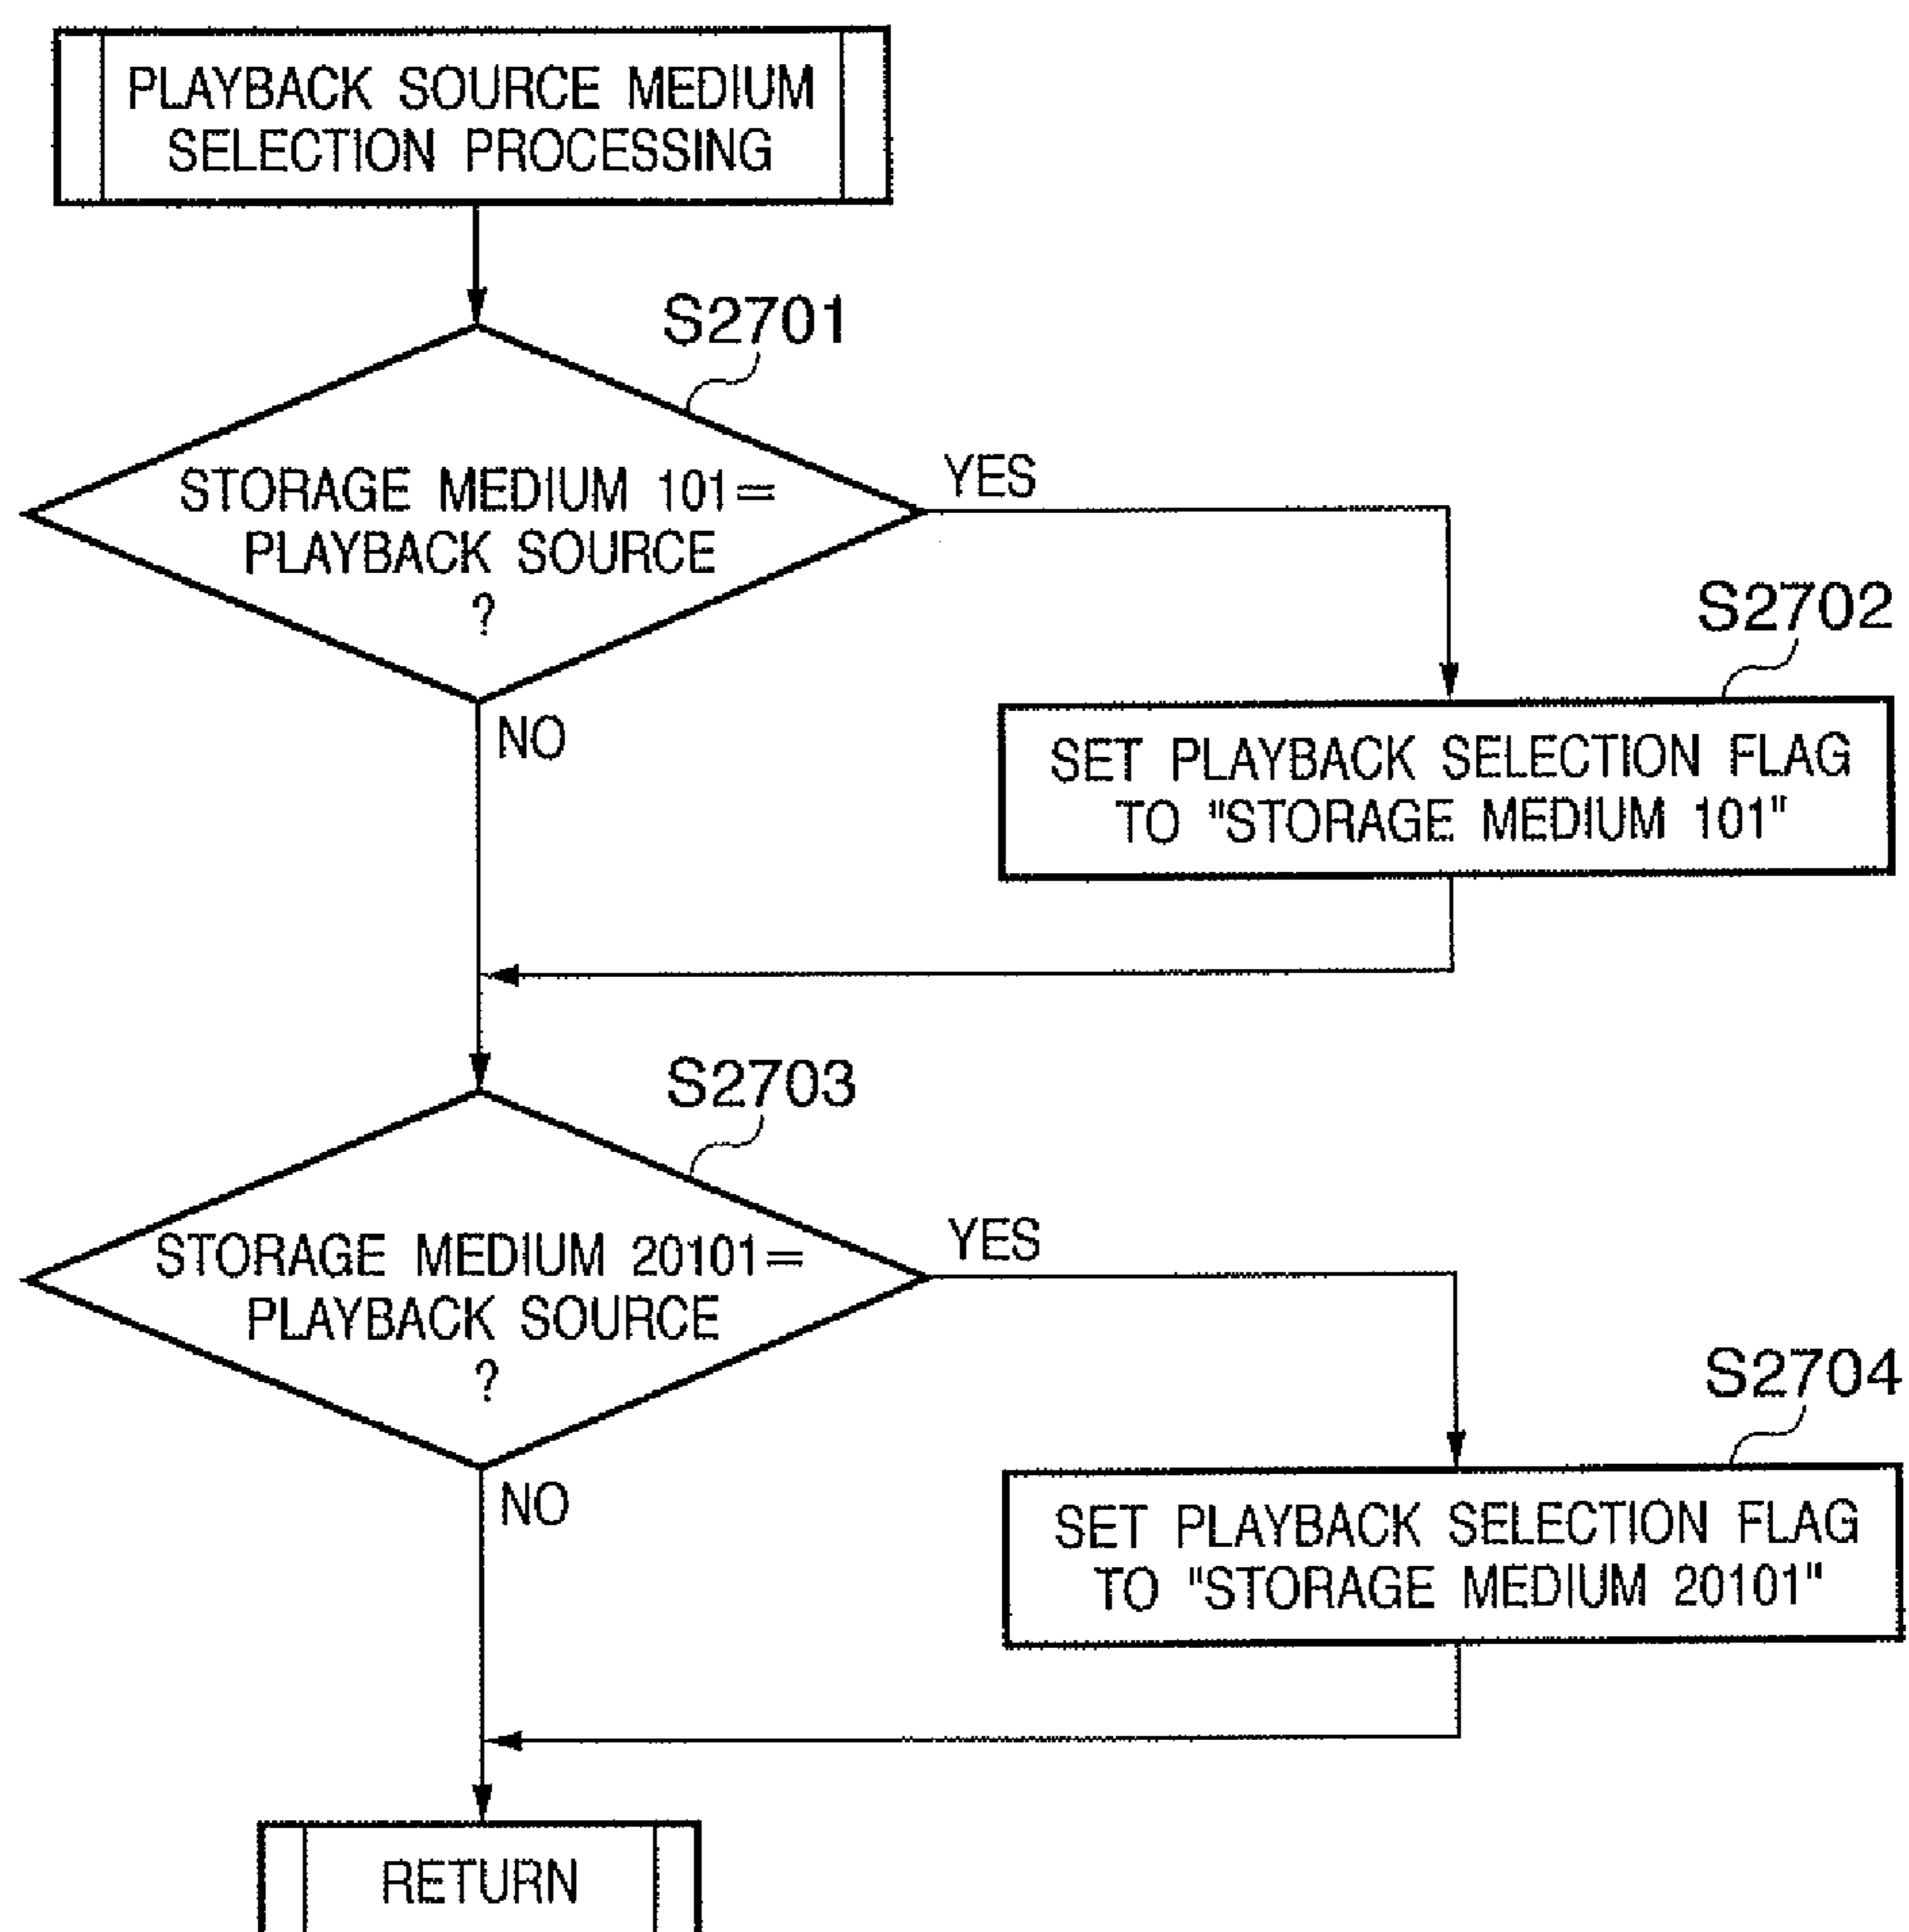 PLAYBACK SOURCE MEDIUM
SELECTION PROCESSING
S2701
STORAGE MEDIUM 101=
PLAYBACK SOURCE
?
YES
NO
S2702
SET PLAYBACK SELECTION FLAG
TO "STORAGE MEDIUM 101"
S2703
STORAGE MEDIUM 20101=
PLAYBACK SOURCE
?
YES
NO
S2704
SET PLAYBACK SELECTION FLAG
TO "STORAGE MEDIUM 20101"
RETURN